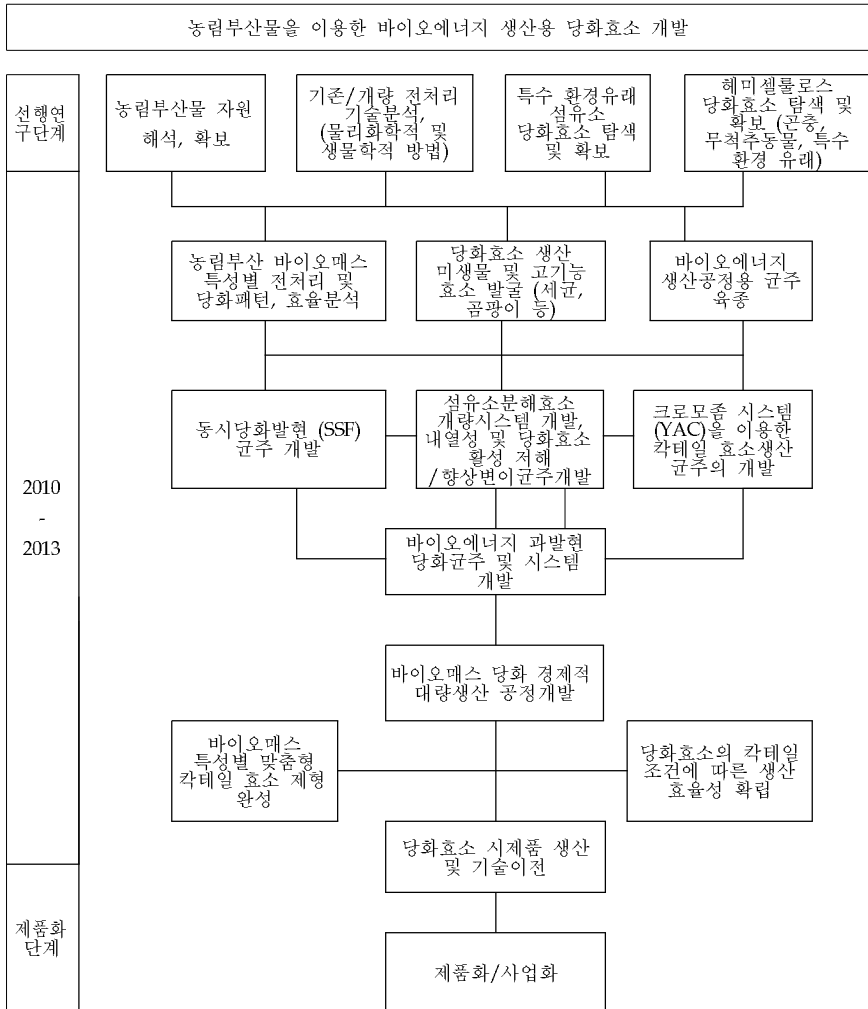 농림부산물을 이용한 바이오에너지 생산용 당화효소 개발
선행연
구단계
농림부산물 자원
해석, 확보
기존/개량 전처리
기술분석,
(물리화학적 및
생물학적 방법)
특수 환경유래
섬유소
당화효소 탐색
및 확보
헤미셀룰로스
당화효소 탐색 및
확보 (곤충,
무척추동물, 특수
환경 유래)
2010
-
2013
농림부산 바이오매스
특성별 전처리 및
당화패턴, 효율분석
당화효소 생산
미생물 및 고기능
효소 발굴 (세균,
곰팡이 등)
바이오에너지
생산공정용 균주
육종
동시당화발현 (SSF)
균주 개발
섬유소분해효소
개량시스템 개발,
내열성 및 당화효소
활성 저해
/향상변이균주개발
크로모좀 시스템
(YAC)을 이용한
칵테일 효소생산
균주의 개발
바이오에너지 과발현
당화균주 및 시스템
개발
바이오매스 당화 경제적
대량생산 공정개발
바이오매스
특성별 맞춤형
칵테일 효소 제형
완성
당화효소의 칵테일
조건에 따른 생산
효율성 확립
당화효소 시제품 생산
및 기술이전
제품화
단계
제품화/사업화